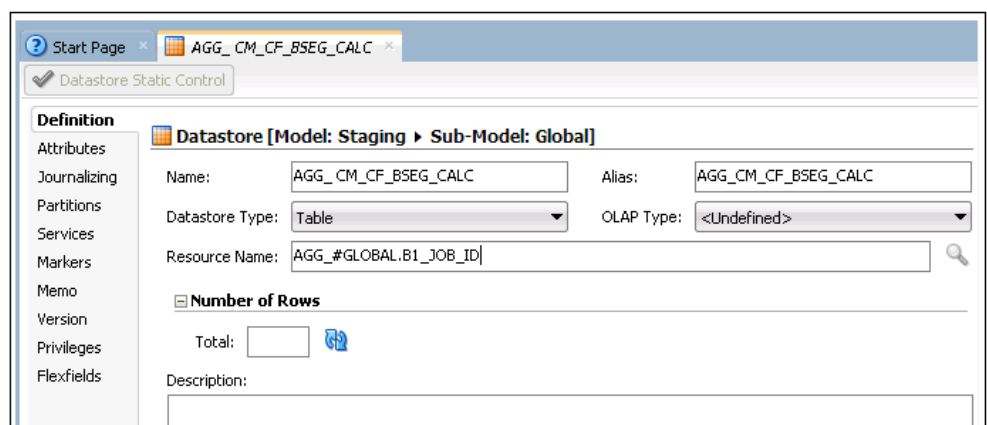 Start Page AGG_ CM_CF_BSEG_CALC
Datastore Static Control
Definition
Attributes
Journalizing
Partitions
Services
Markers
Memo
Version
Privileges
Flexfields
Datastore [Model: Staging ▸ Sub-Model: Global]
Name: AGG_ CM_CF_BSEG_CALC Alias: AGG_CM_CF_BSEG_CALC
Datastore Type: Table OLAP Type: <Undefined>
Resource Name: AGG_#GLOBAL.B1_JOB_ID
Number of Rows
Total:
Description: